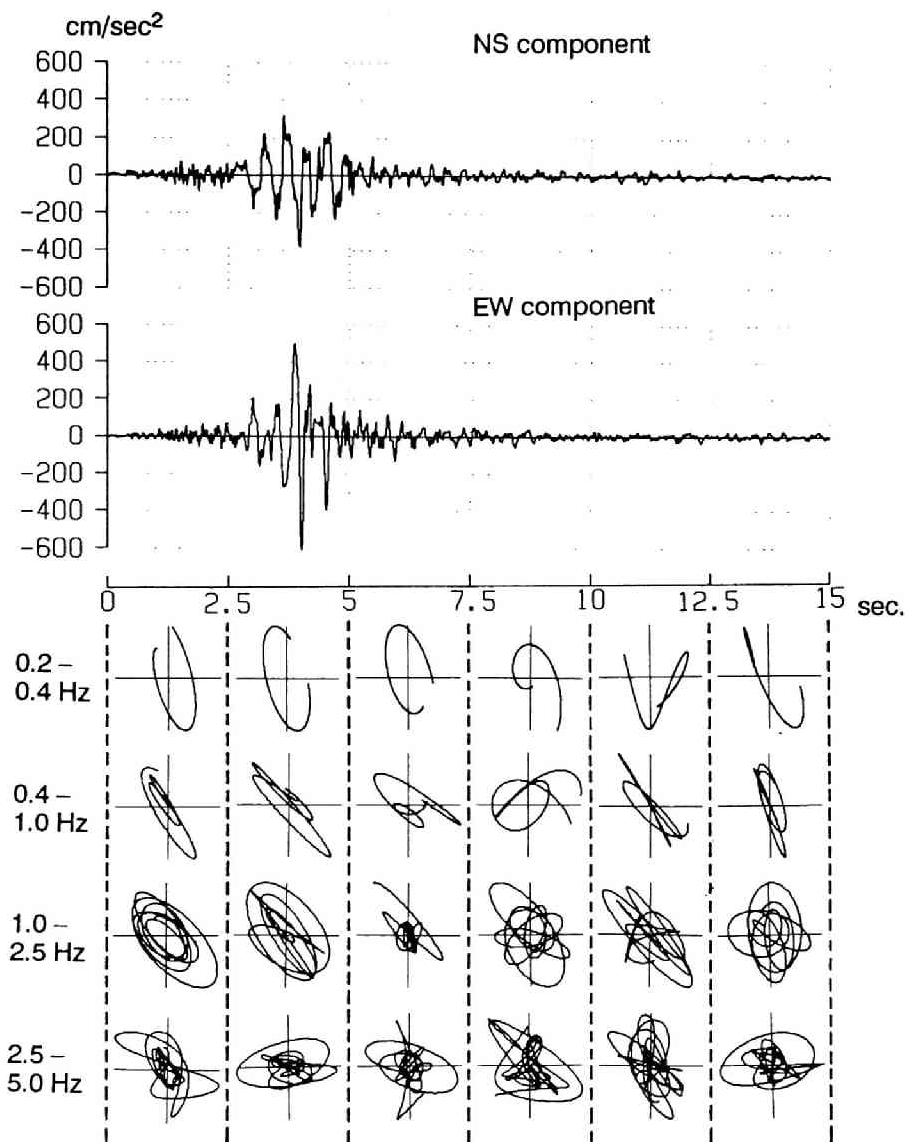 cm/sec²
NS component
600
400
200
0
-200
-400
-600
EW component
600
400
200
0
-200
-400
-600
0 2.5 5 7.5 10 12.5 15 sec.
0.2 –
0.4 Hz
0.4 –
1.0 Hz
1.0 –
2.5 Hz
2.5 –
5.0 Hz